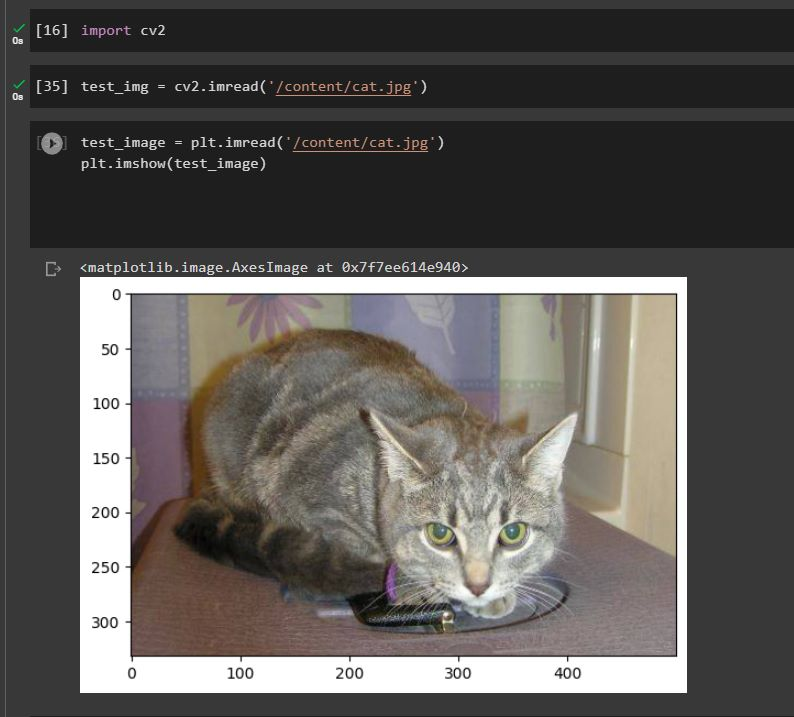 [16] import cv2
0s
[35] test_img = cv2.imread('/content/cat.jpg')
0s
test_image = plt.imread('/content/cat.jpg')
plt.imshow(test_image)
<matplotlib.image.AxesImage at 0x7f7ee614e940>
0
50
100
150
200
250
300
0 100 200 300 400